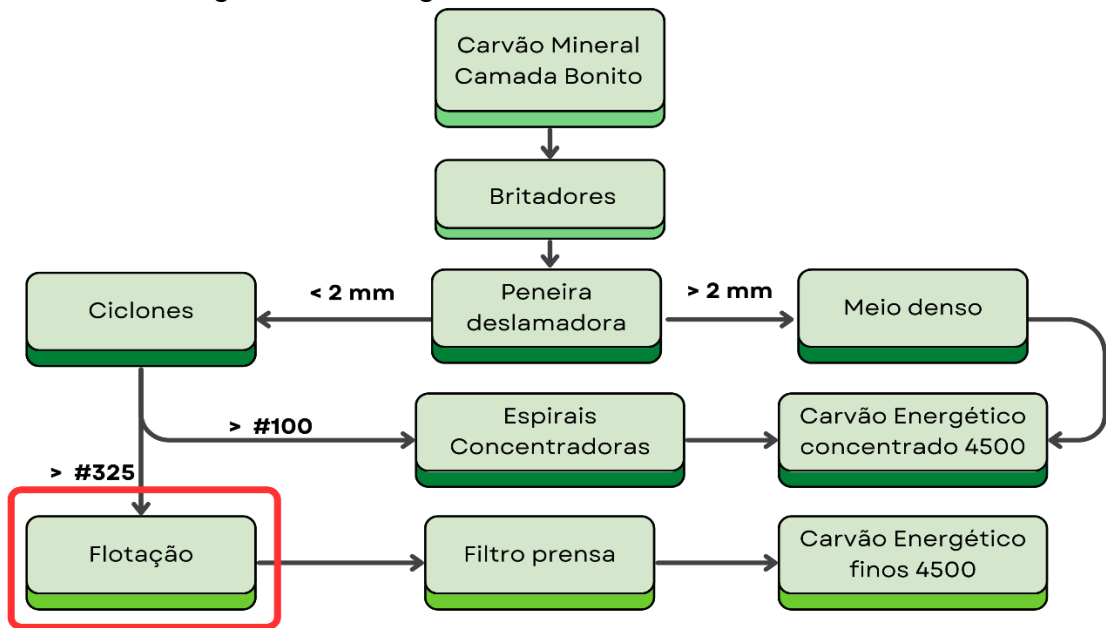 Carvão Mineral
Camada Bonito
Britadores
Ciclones
< 2 mm
Peneira
deslamadora
> 2 mm
Meio denso
> #100
Espirais
Concentradoras
Carvão Energético
concentrado 4500
> #325
Flotação
Filtro prensa
Carvão Energético
finos 4500